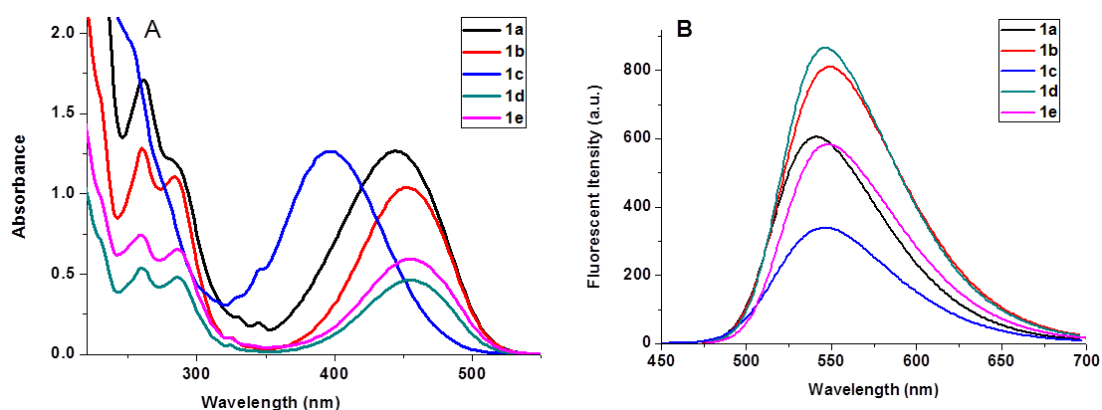 A
1a
1b
1c
1d
1e
2.0
1.5
1.0
0.5
0.0
300
400
500
Absorbance
Wavelength (nm)
B
1a
1b
1c
1d
1e
800
600
400
200
0
450
500
550
600
650
700
Fluorescent Itensity (a.u.)
Wavelength (nm)